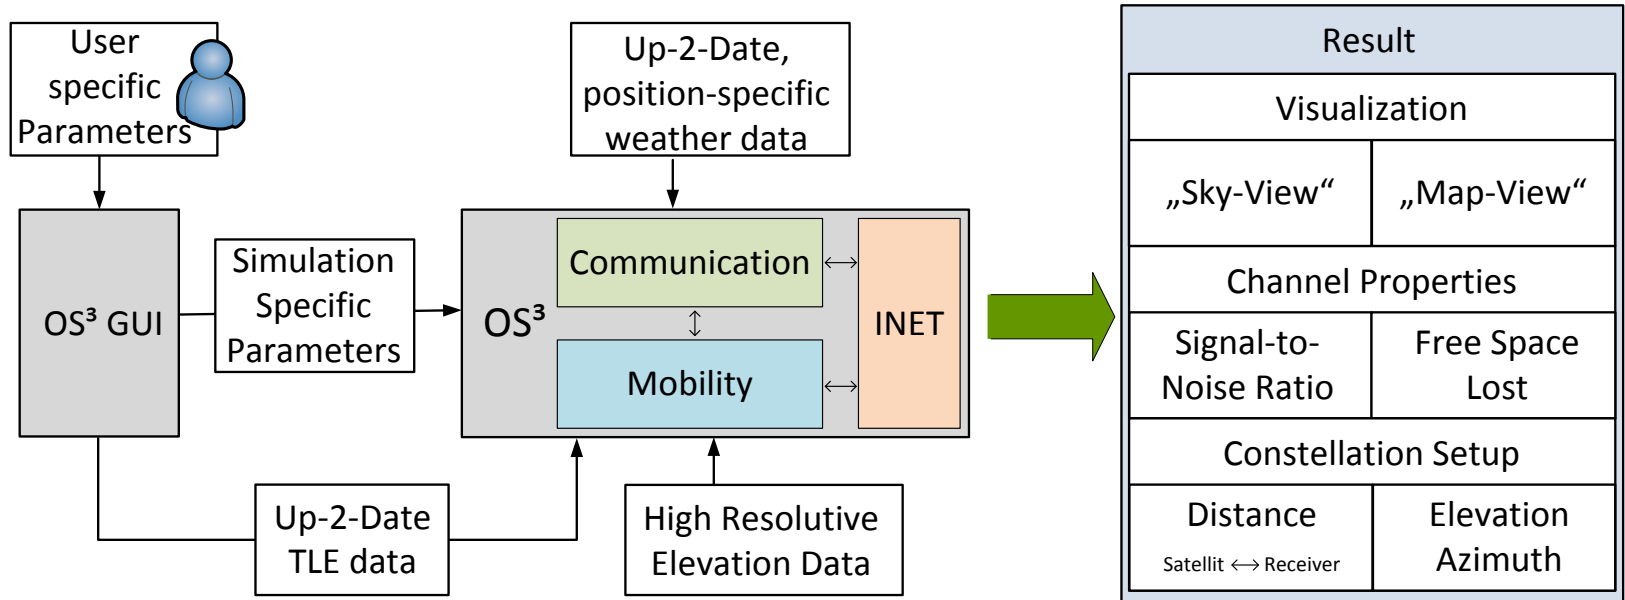 User
specific
Parameters
Up-2-Date,
position-specific
weather data
OS³ GUI
Simulation
Specific
Parameters
OS³
Communication
Mobility
INET
Up-2-Date
TLE data
High Resolutive
Elevation Data
Result
Visualization
„Sky-View“
„Map-View“
Channel Properties
Signal-to-
Noise Ratio
Free Space
Lost
Constellation Setup
Distance
Satellit ↔ Receiver
Elevation
Azimuth